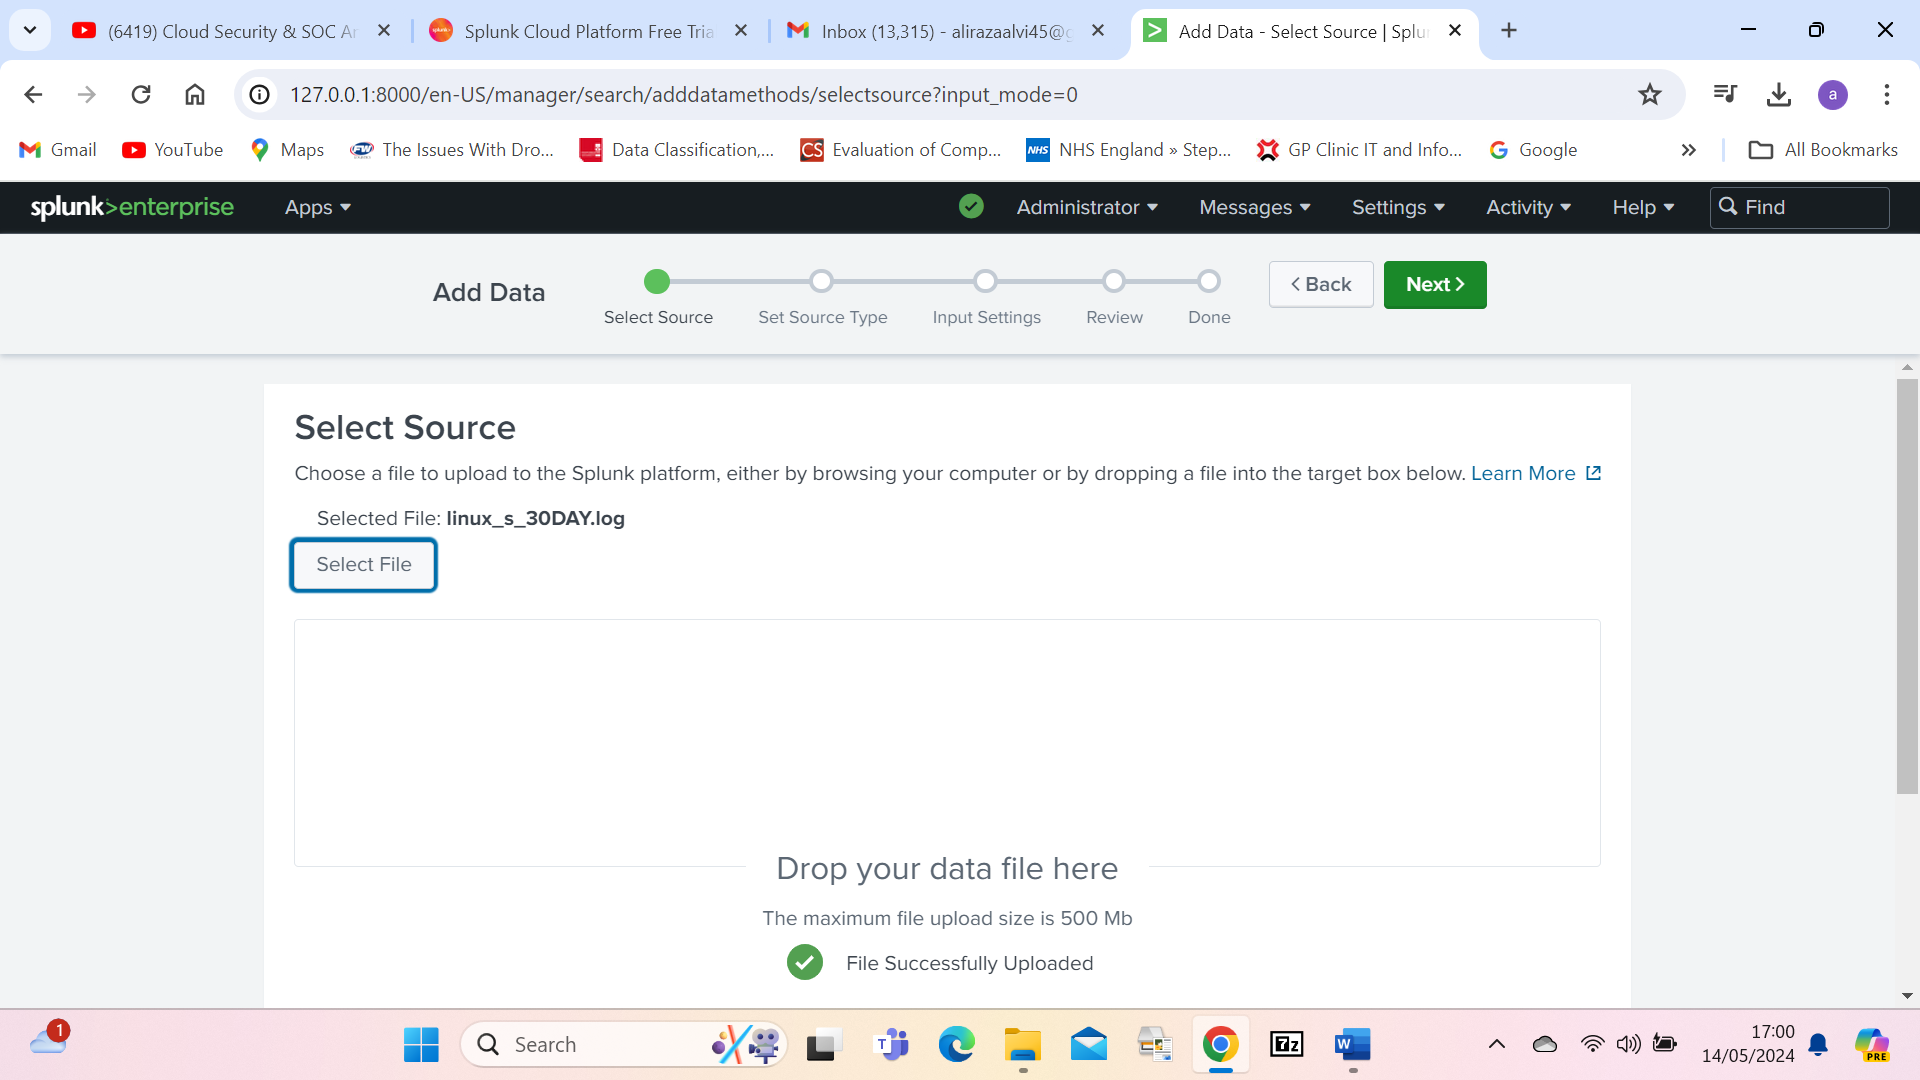 (6419) Cloud Security & SOC Ar
Splunk Cloud Platform Free Tria
Inbox (13,315) - alirazaalvi45@g
Add Data - Select Source | Splu
127.0.0.1:8000/en-US/manager/search/adddatamethods/selectsource?input_mode=0
a
Gmail
YouTube
Maps
FW
The Issues With Dro...
Data Classification,...
CS
Evaluation of Comp...
NHS
NHS England » Step...
GP Clinic IT and Info...
Google
All Bookmarks
splunk>enterprise
Apps
Administrator
Messages
Settings
Activity
Help
Find
Add Data
Select Source
Set Source Type
Input Settings
Review
Done
< Back
Next >
Select Source
Choose a file to upload to the Splunk platform, either by browsing your computer or by dropping a file into the target box below. Learn More
Selected File: linux_s_30DAY.log
Select File
Drop your data file here
The maximum file upload size is 500 Mb
File Successfully Uploaded
1
Search
T
7z
W
17:00
14/05/2024
PRE